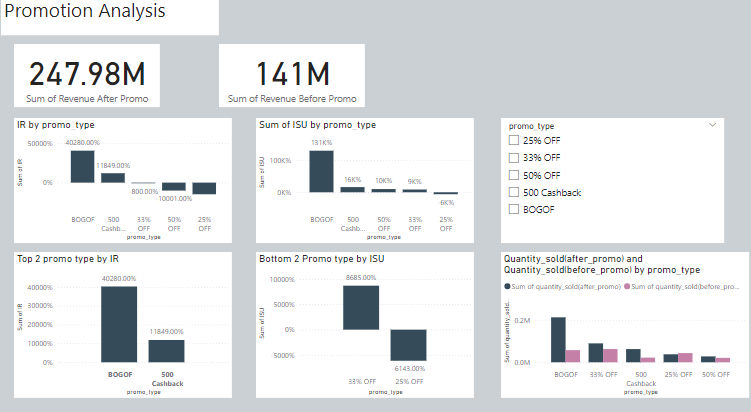 Promotion Analysis
247.98M
Sum of Revenue After Promo
141M
Sum of Revenue Before Promo
IR by promo_type
Sum of IR
50000%
0%
40280.00%
11849.00%
-800.00%
-10001.00%
BOGOF
500
Cashb...
33%
OFF
50%
OFF
25%
OFF
promo_type
Sum of ISU by promo_type
Sum of ISU
100K%
0K%
131K%
16K%
10K%
9K%
-6K%
BOGOF
500
Cashb...
50%
OFF
33%
OFF
25%
OFF
promo_type
promo_type
25% OFF
33% OFF
50% OFF
500 Cashback
BOGOF
Top 2 promo type by IR
Sum of IR
40000%
30000%
20000%
10000%
0%
40280.00%
11849.00%
BOGOF
500
Cashback
promo_type
Bottom 2 Promo type by ISU
Sum of ISU
10000%
5000%
0%
5000%
8685.00%
6143.00%
33% OFF
25% OFF
promo_type
Quantity_sold(after_promo) and
Quantity_sold(before_promo) by promo_type
Sum of quantity_sold(after_promo)
Sum of quantity_sold(before_pro...
Sum of quantity_sold...
0.2M
0.0M
BOGOF
33% OFF
500
Cashback
25% OFF
50% OFF
promo_type